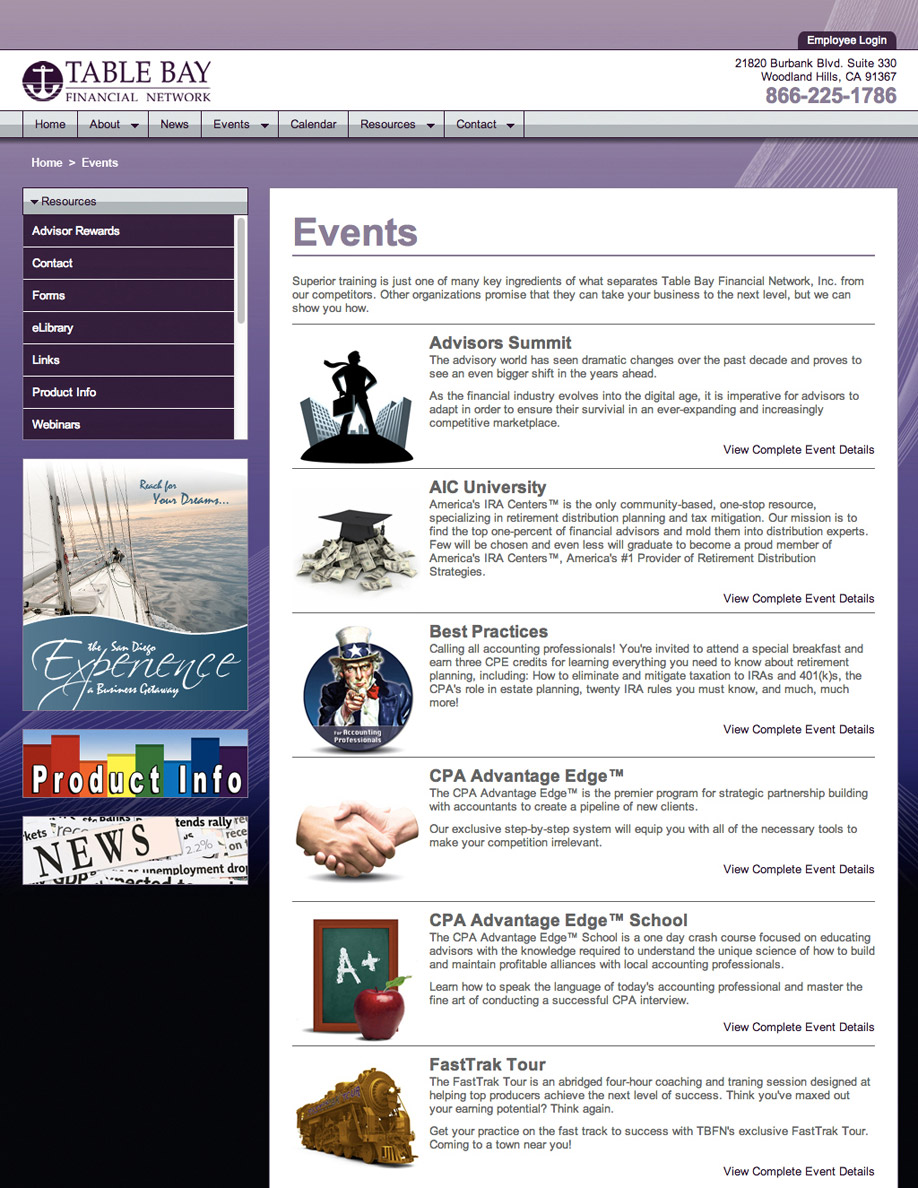 Employee Login
TABLE BAY
FINANCIAL NETWORK
21820 Burbank Blvd. Suite 330
Woodland Hills, CA 91367
866-225-1786
Home About News Events Calendar Resources Contact
Home > Events
Resources
Advisor Rewards
Contact
Forms
eLibrary
Links
Product Info
Webinars
Reach for
Your Dreams...
the San Diego
Experience
a Business Getaway
Product Info
NEWS
kets
tends rally
2.2%
unemployment drop
GDP
Events
Superior training is just one of many key ingredients of what separates Table Bay Financial Network, Inc. from
our competitors. Other organizations promise that they can take your business to the next level, but we can
show you how.
Advisors Summit
The advisory world has seen dramatic changes over the past decade and proves to
see an even bigger shift in the years ahead.
As the financial industry evolves into the digital age, it is imperative for advisors to
adapt in order to ensure their survivial in an ever-expanding and increasingly
competitive marketplace.
View Complete Event Details
AIC University
America's IRA Centers™ is the only community-based, one-stop resource,
specializing in retirement distribution planning and tax mitigation. Our mission is to
find the top one-percent of financial advisors and mold them into distribution experts.
Few will be chosen and even less will graduate to become a proud member of
America's IRA Centers™, America's #1 Provider of Retirement Distribution
Strategies.
View Complete Event Details
Best Practices
Calling all accounting professionals! You're invited to attend a special breakfast and
earn three CPE credits for learning everything you need to know about retirement
planning, including: How to eliminate and mitigate taxation to IRAs and 401(k)s, the
CPA's role in estate planning, twenty IRA rules you must know, and much, much
more!
For Accounting
Professionals
View Complete Event Details
CPA Advantage Edge™
The CPA Advantage Edge™ is the premier program for strategic partnership building
with accountants to create a pipeline of new clients.
Our exclusive step-by-step system will equip you with all of the necessary tools to
make your competition irrelevant.
View Complete Event Details
A+
CPA Advantage Edge™ School
The CPA Advantage Edge™ School is a one day crash course focused on educating
advisors with the knowledge required to understand the unique science of how to build
and maintain profitable alliances with local accounting professionals.
Learn how to speak the language of today's accounting professional and master the
fine art of conducting a successful CPA interview.
View Complete Event Details
FastTrak Tour
The FastTrak Tour is an abridged four-hour coaching and traning session designed at
helping top producers achieve the next level of success. Think you've maxed out
your earning potential? Think again.
Get your practice on the fast track to success with TBFN's exclusive FastTrak Tour.
Coming to a town near you!
View Complete Event Details